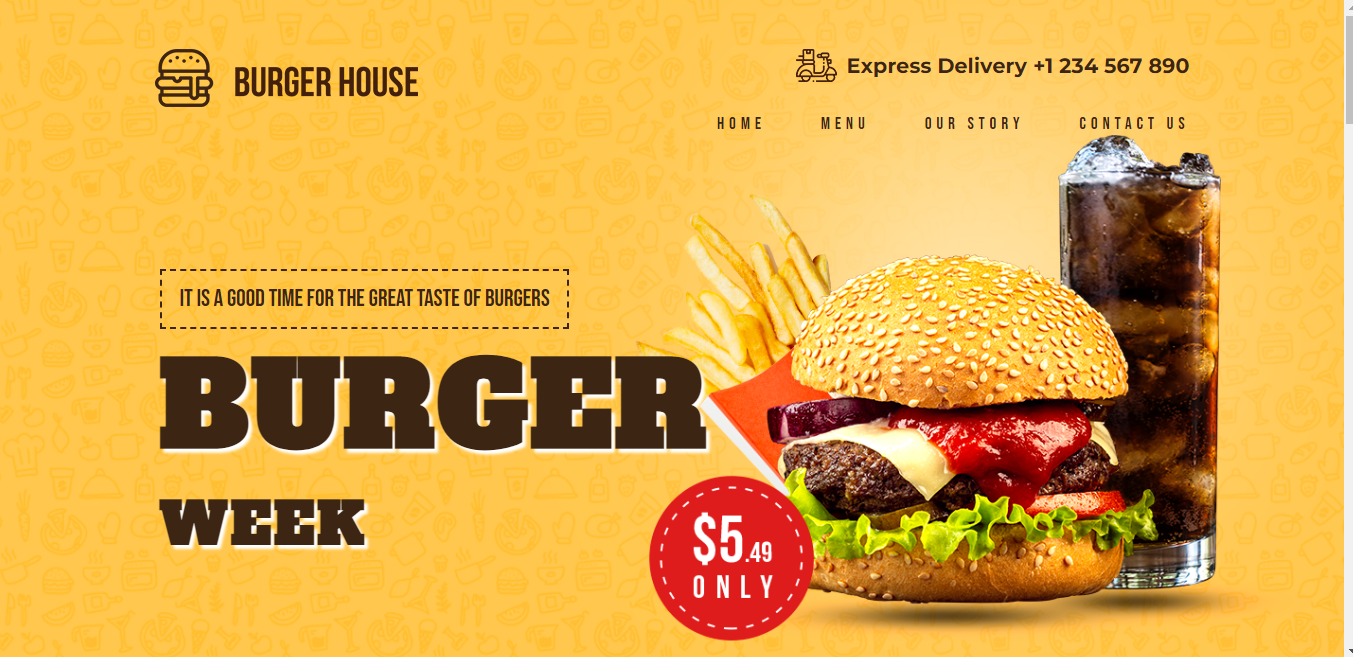 BURGER HOUSE
Express Delivery +1 234 567 890
HOME MENU OUR STORY CONTACT US
IT IS A GOOD TIME FOR THE GREAT TASTE OF BURGERS
BURGER
WEEK
$5.49
ONLY